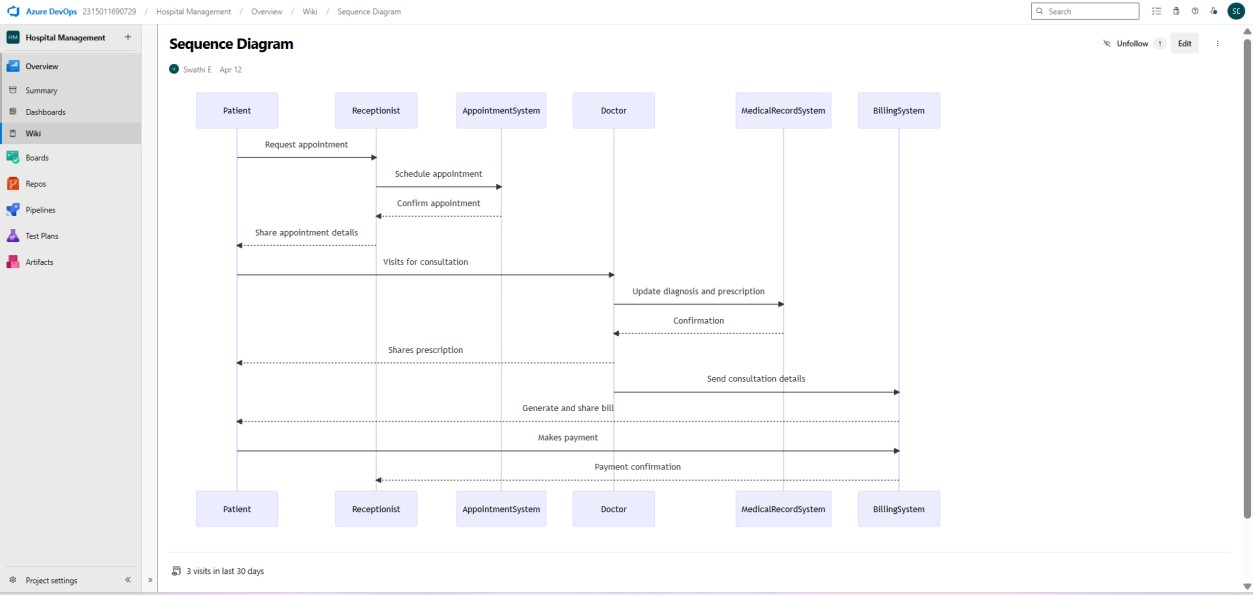 Azure DevOps 2315011690729 / Hospital Management / Overview / Wiki / Sequence Diagram
Search
SE
HM Hospital Management +
Overview
Summary
Dashboards
Wiki
Boards
Repos
Pipelines
Test Plans
Artifacts
Project settings
Sequence Diagram
Unfollow 1 Edit
Swathi E Apr 12
Patient Receptionist AppointmentSystem Doctor MedicalRecordSystem BillingSystem
Request appointment
Schedule appointment
Confirm appointment
Share appointment details
Visits for consultation
Update diagnosis and prescription
Confirmation
Shares prescription
Send consultation details
Generate and share bill
Makes payment
Payment confirmation
Patient Receptionist AppointmentSystem Doctor MedicalRecordSystem BillingSystem
3 visits in last 30 days